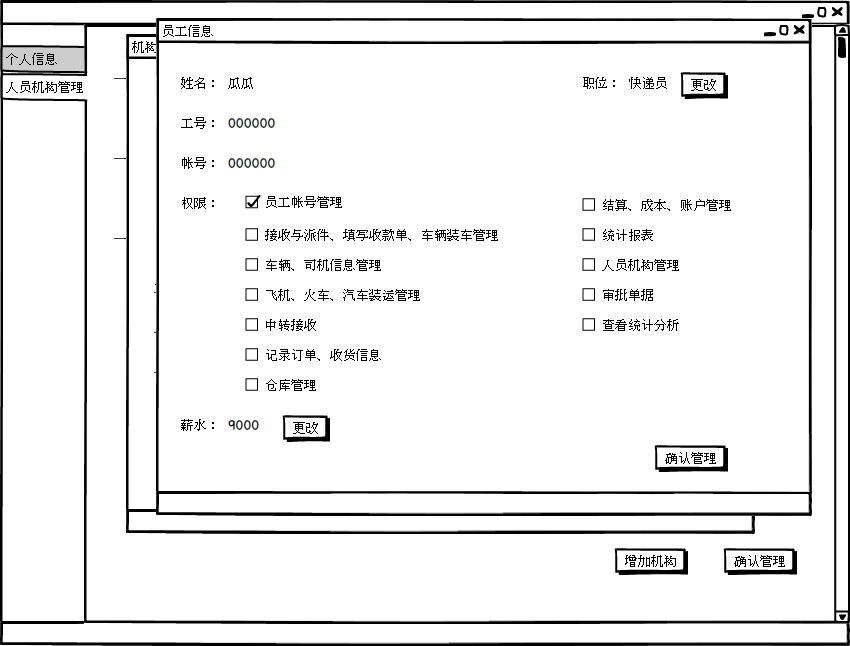 员工信息
个人信息
人员机构管理
机构
姓名： 瓜瓜
职位： 快递员 更改
工号： 000000
帐号： 000000
权限： 员工帐号管理
结算、成本、账户管理
接收与派件、填写收款单、车辆装车管理
统计报表
车辆、司机信息管理
人员机构管理
飞机、火车、汽车装运管理
审批单据
中转接收
查看统计分析
记录订单、收货信息
仓库管理
薪水： 9000 更改
确认管理
增加机构
确认管理